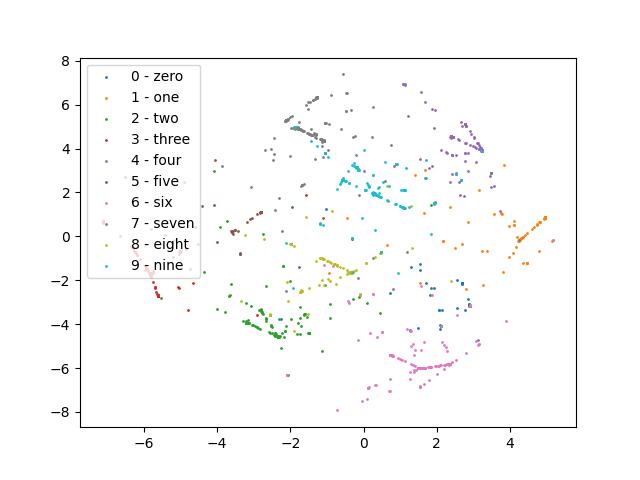 8
6
4
2
0
−2
−4
−6
−8
0 - zero
1 - one
2 - two
3 - three
4 - four
5 - five
6 - six
7 - seven
8 - eight
9 - nine
−6 −4 −2 0 2 4